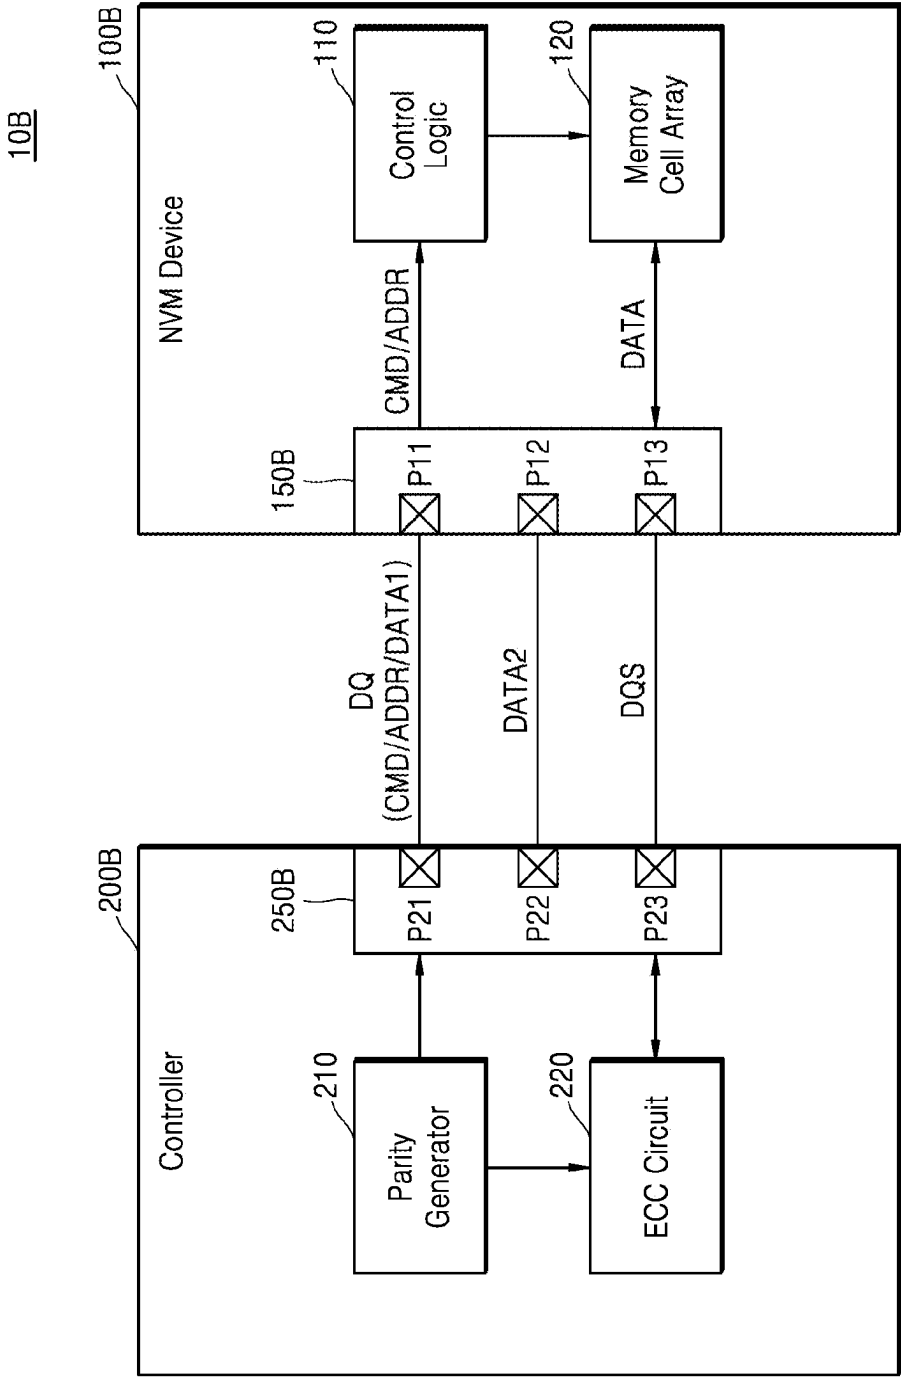 10B
200B
Controller
210
Parity
Generator
220
ECC Circuit
250B
P21
P22
P23
DQ
(CMD/ADDR/DATA1)
DATA2
DQS
100B
NVM Device
150B
P11
P12
P13
CMD/ADDR
DATA
110
Control
Logic
120
Memory
Cell Array